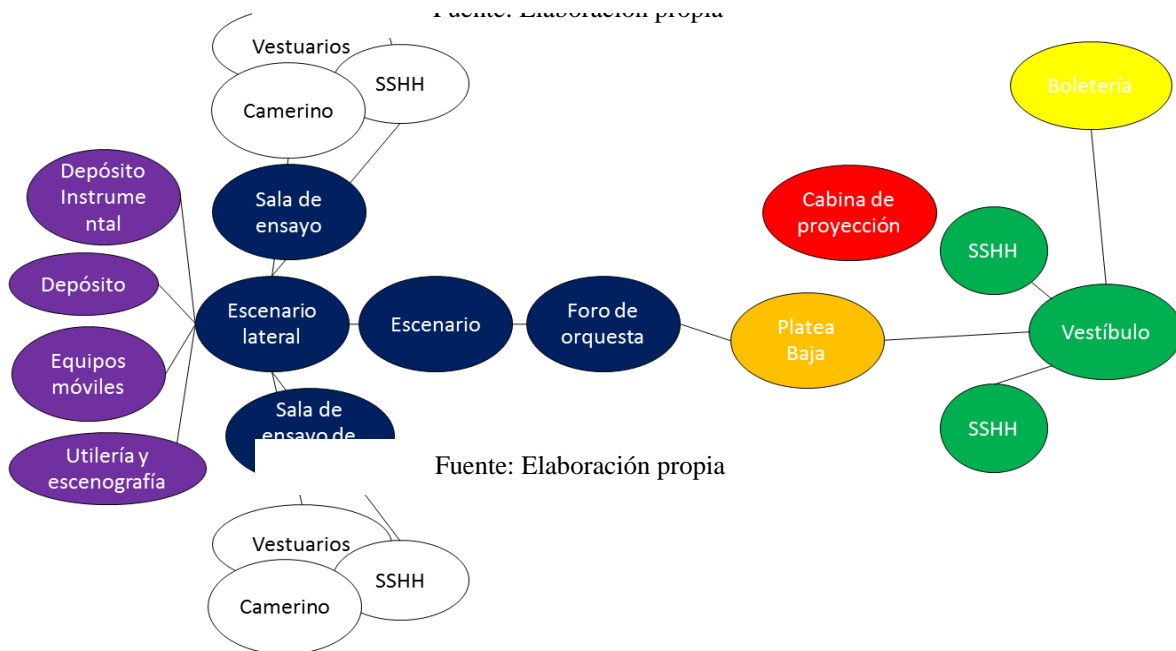 Fuente: Elaboración propia
Vestuarios
SSHH
Camerino
Boletería
Depósito
Instrume
ntal
Sala de
ensayo
Cabina de
proyección
SSHH
Depósito
Escenario
lateral
Escenario
Foro de
orquesta
Platea
Baja
Vestíbulo
Equipos
móviles
Sala de
ensayo de
SSHH
Utilería y
escenografía
Fuente: Elaboración propia
Vestuarios
SSHH
Camerino